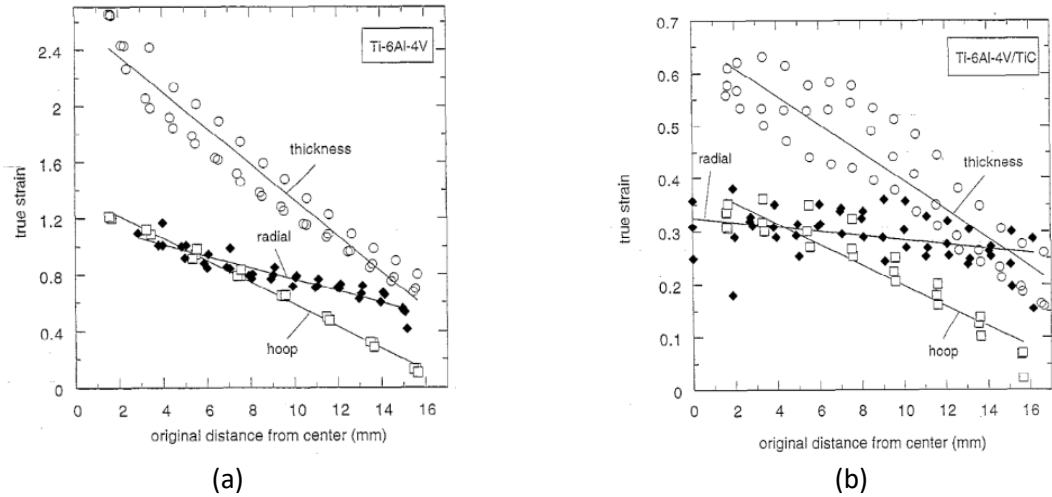 2.4
2.0
1.6
1.2
0.8
0.4
0
true strain
Ti-6Al-4V
thickness
radial
hoop
0 2 4 6 8 10 12 14 16
original distance from center (mm)
(a)
0.7
0.6
0.5
0.4
0.3
0.2
0.1
0
true strain
Ti-6Al-4V/TiC
radial
thickness
hoop
0 2 4 6 8 10 12 14 16
original distance from center (mm)
(b)